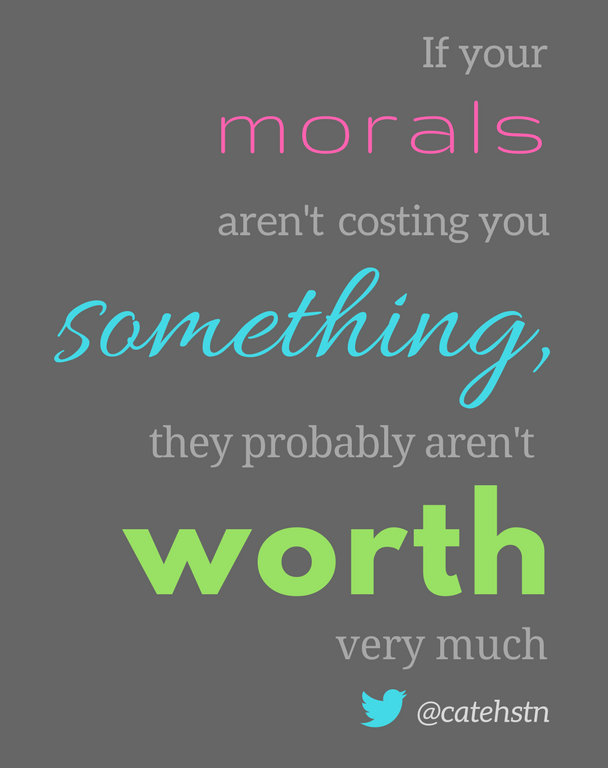 If your
morals
aren't costing you
something,
they probably aren't
worth
very much
@catehstn